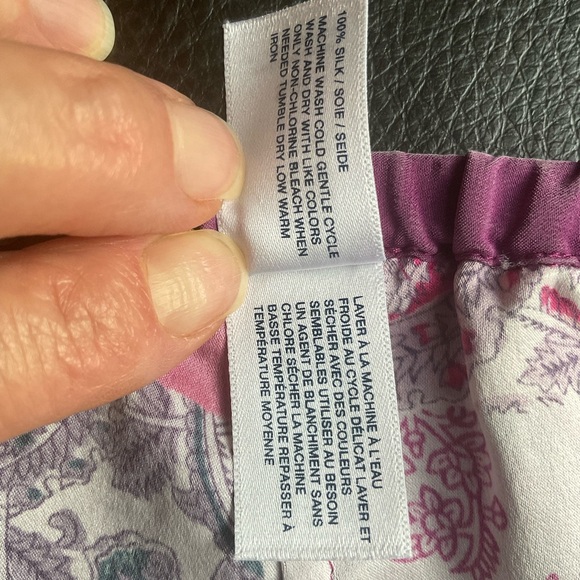 100% SILK / SOIE / SEIDE
MACHINE WASH COLD GENTLE CYCLE
WASH AND DRY WITH LIKE COLORS
ONLY NON-CHLORINE BLEACH WHEN
NEEDED TUMBLE DRY LOW WARM
IRON
LAVER À LA MACHINE À L'EAU
FROIDE AU CYCLE DÉLICAT LAVER ET
SÉCHER AVEC DES COULEURS
SEMBLABLES UTILISER AU BESOIN
UN AGENT DE BLANCHIMENT SANS
CHLORE SÉCHER LA MACHINE
BASSE TEMPÉRATURE REPASSER À
TEMPÉRATURE MOYENNE